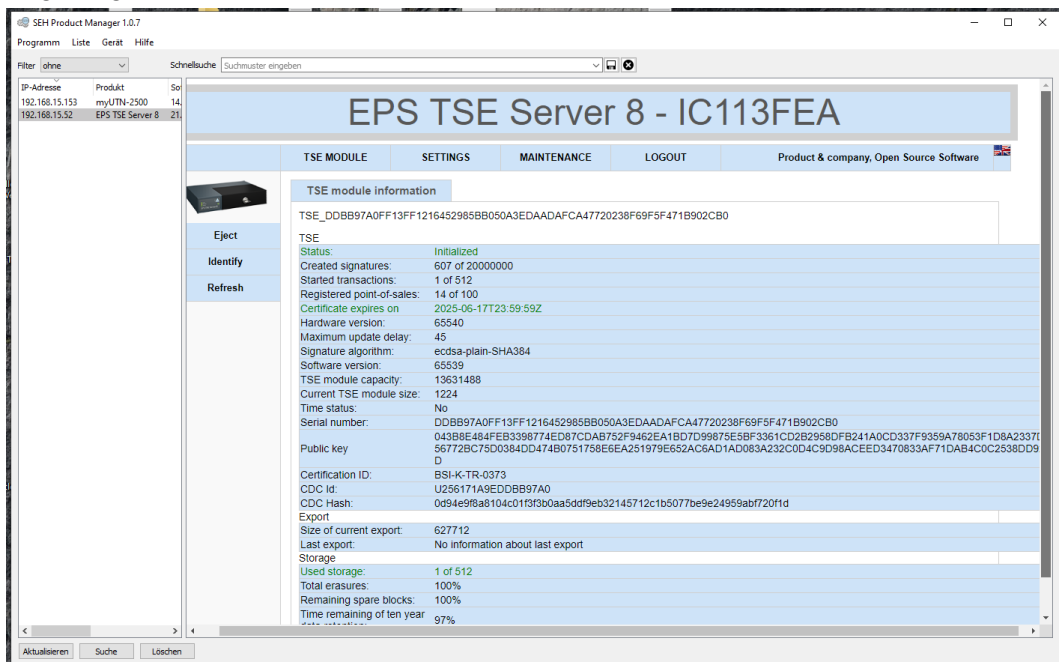 SEH Product Manager 1.0.7
Programm Liste Gerät Hilfe
Filter ohne Schnellsuche Suchmuster eingeben
IP-Adresse Produkt
192.168.15.153 myUTN-2500 14.
192.168.15.52 EPS TSE Server 8 21.
EPS TSE Server 8 - IC113FEA
TSE MODULE SETTINGS MAINTENANCE LOGOUT Product & company, Open Source Software
TSE module information
TSE_DDBB97A0FF13FF1216452985BB050A3EDAADAFCA47720238F69F5F471B902CB0
Eject
Identify
Refresh
TSE
Status: Initialized
Created signatures: 607 of 20000000
Started transactions: 1 of 512
Registered point-of-sales: 14 of 100
Certificate expires on 2025-06-17T23:59:59Z
Hardware version: 65540
Maximum update delay: 45
Signature algorithm: ecdsa-plain-SHA384
Software version: 65539
TSE module capacity: 13631488
Current TSE module size: 1224
Time status: No
Serial number: DDBB97A0FF13FF1216452985BB050A3EDAADAFCA47720238F69F5F471B902CB0
Public key
043B8E484FEB3398774ED87CDAB752F9462EA1BD7D99875E5BF3361CD2B2958DFB241A0CD337F9359A78053F1D8A2337
56772BC75D0384DD474B0751758E6EA251979E652AC6AD1AD083A232C0D4C9D98ACEED3470833AF71DAB4C0C2538DD9
D
Certification ID: BSI-K-TR-0373
CDC Id: U256171A9EDDBB97A0
CDC Hash: 0d94e9f8a8104c01f3f3b0aa5ddf9eb32145712c1b5077be9e24959abf720f1d
Export
Size of current export: 627712
Last export: No information about last export
Storage
Used storage: 1 of 512
Total erasures: 100%
Remaining spare blocks: 100%
Time remaining of ten year 97%
Aktualisieren Suche Löschen